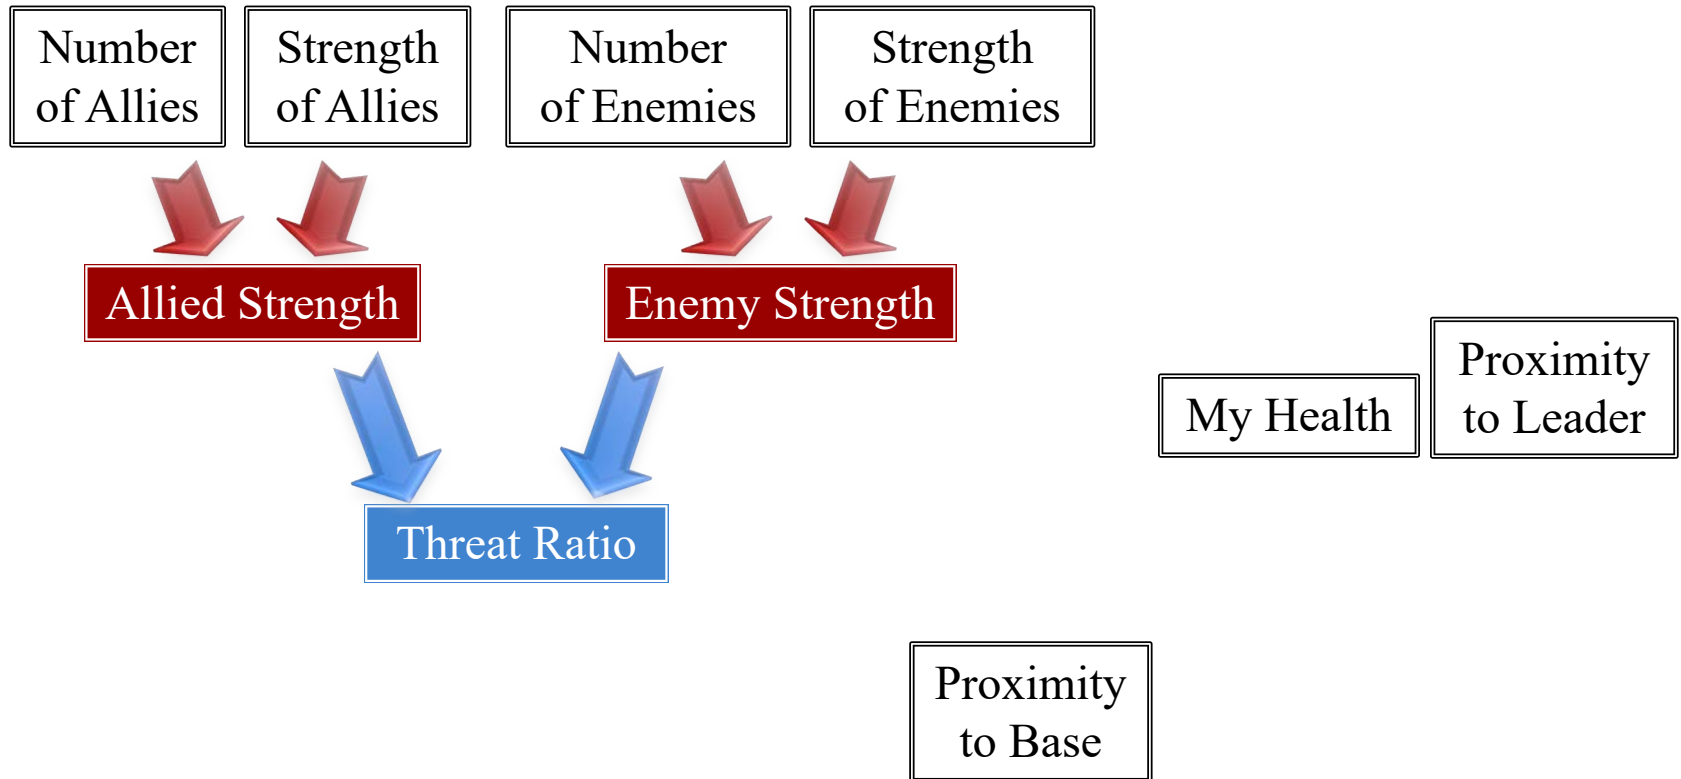 Number
of Allies
Strength
of Allies
Number
of Enemies
Strength
of Enemies
Allied Strength
Enemy Strength
My Health
Proximity
to Leader
Threat Ratio
Proximity
to Base